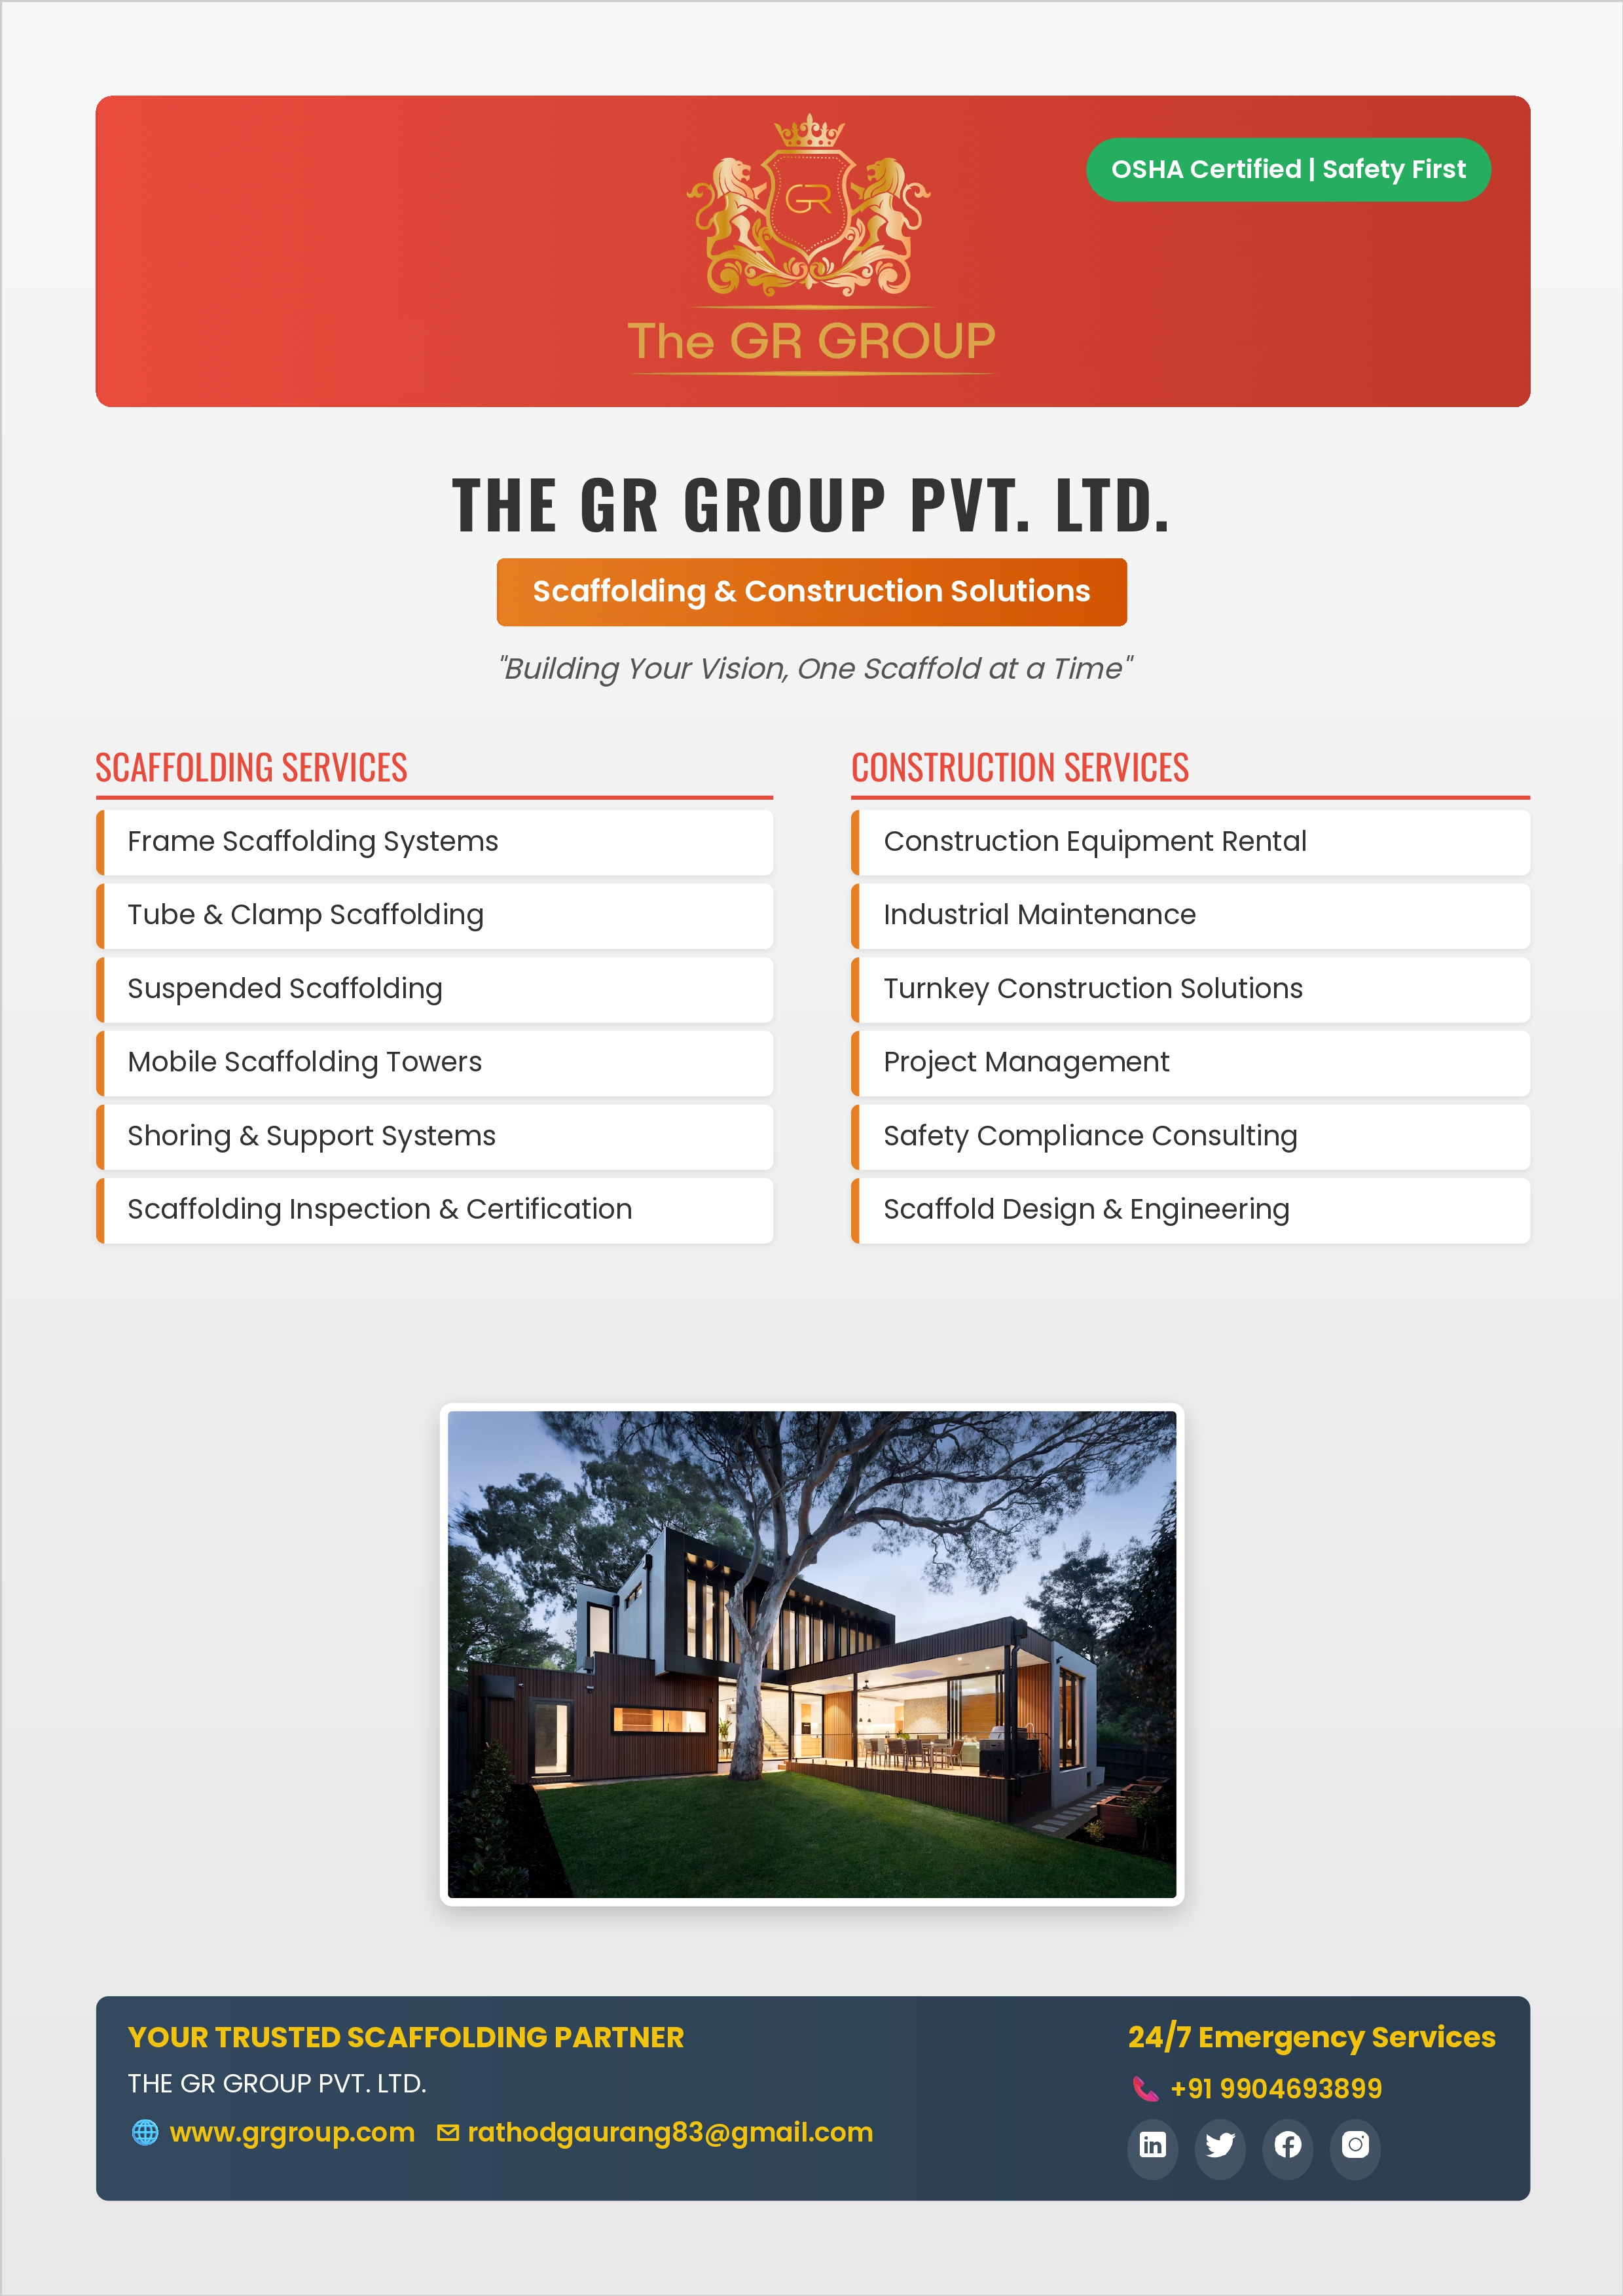 GR
The GR GROUP
OSHA Certified | Safety First
THE GR GROUP PVT. LTD.
Scaffolding & Construction Solutions
"Building Your Vision, One Scaffold at a Time"
SCAFFOLDING SERVICES
Frame Scaffolding Systems
Tube & Clamp Scaffolding
Suspended Scaffolding
Mobile Scaffolding Towers
Shoring & Support Systems
Scaffolding Inspection & Certification
CONSTRUCTION SERVICES
Construction Equipment Rental
Industrial Maintenance
Turnkey Construction Solutions
Project Management
Safety Compliance Consulting
Scaffold Design & Engineering
YOUR TRUSTED SCAFFOLDING PARTNER
THE GR GROUP PVT. LTD.
www.grgroup.com rathodgaurang83@gmail.com
24/7 Emergency Services
+91 9904693899